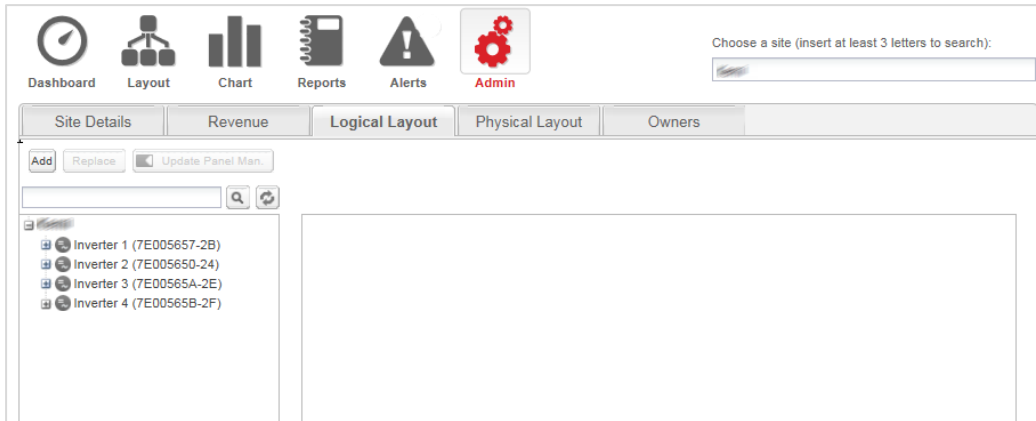 Choose a site (insert at least 3 letters to search):
Dashboard Layout Chart Reports Alerts Admin
Site Details Revenue Logical Layout Physical Layout Owners
Add Replace Update Panel Man.
Inverter 1 (7E005657-2B)
Inverter 2 (7E005650-24)
Inverter 3 (7E00565A-2E)
Inverter 4 (7E00565B-2F)